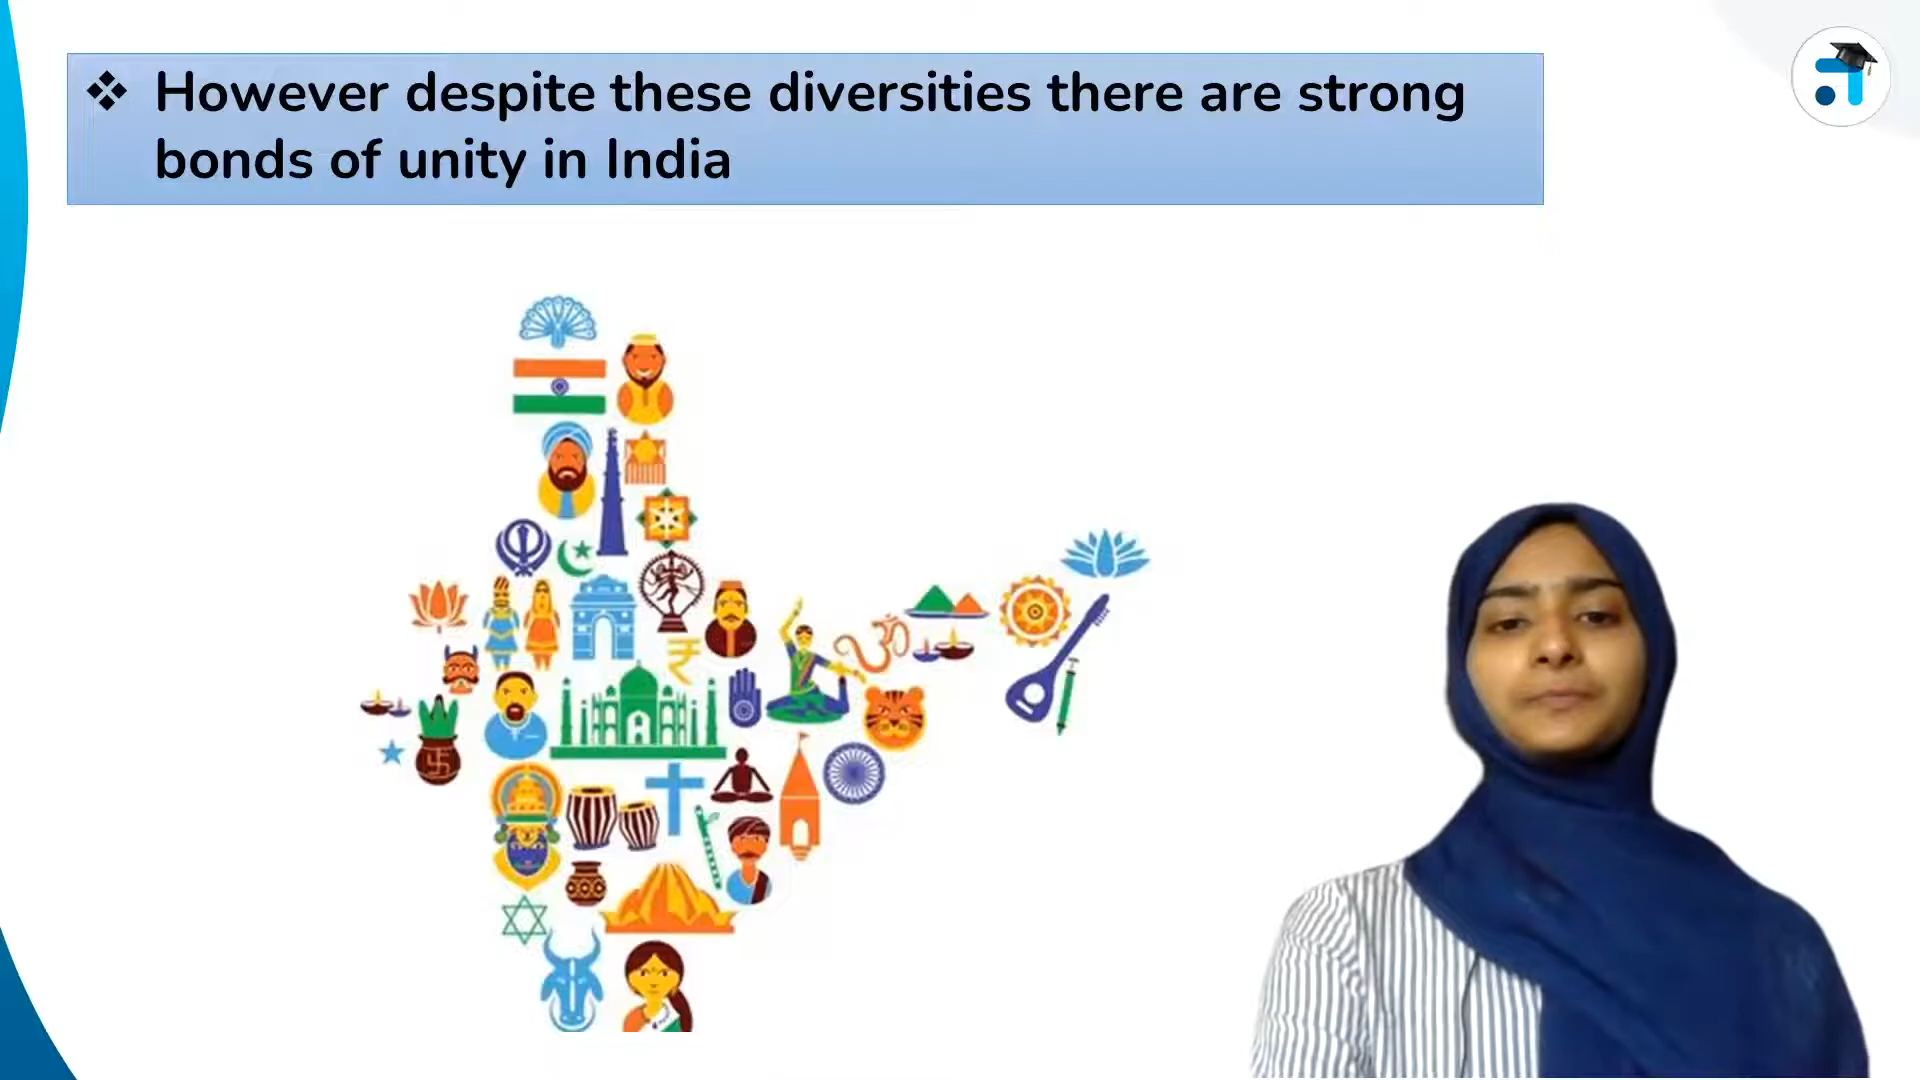 However despite these diversities there are strong
bonds of unity in India